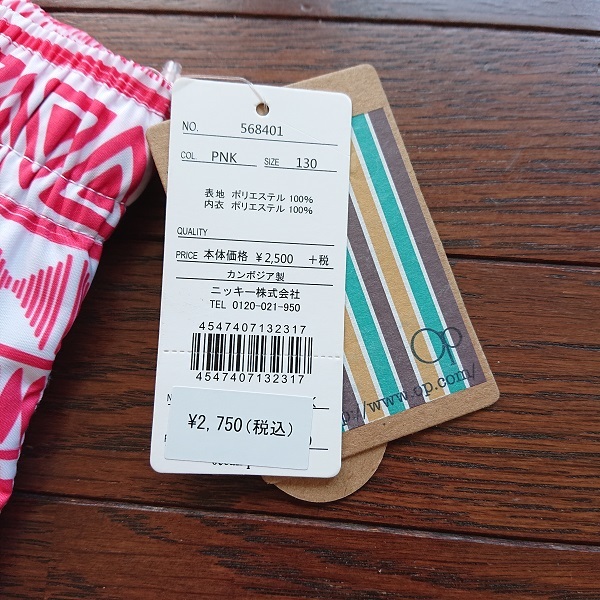 NO. 568401
COL. PNK SIZE 130
表地 ポリエステル 100%
内衣 ポリエステル 100%
QUALITY
PRICE 本体価格 ¥2,500 +税
カンボジア製
ニッキー株式会社
TEL 0120-021-950
4547407132317
4547407132317
¥2,750(税込)
Op
www.op.com/